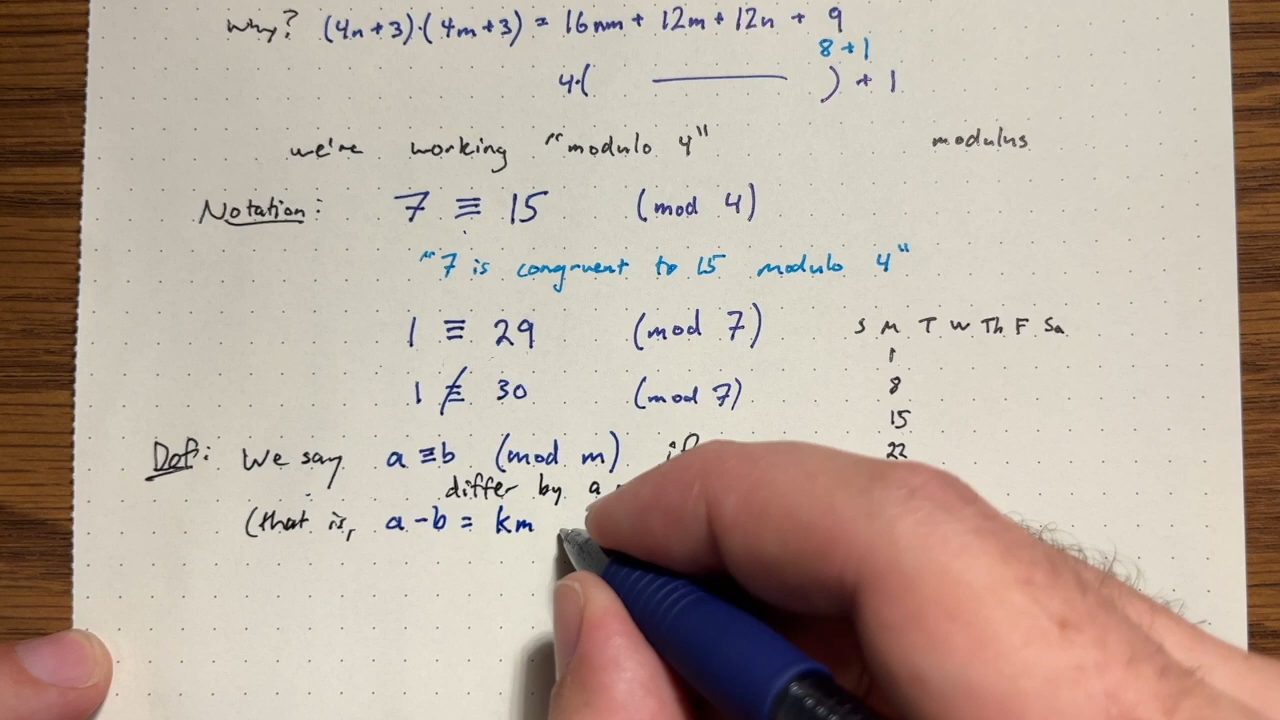 why? (4n+3)·(4m+3) = 16nm + 12m + 12n + 9
8 + 1
4·( ——— ) + 1
we're working "modulo 4"
modulus
Notation: 7 ≡ 15 (mod 4)
"7 is congruent to 15 modulo 4"
1 ≡ 29 (mod 7)
1 ≢ 30 (mod 7)
S M T W Th F Sa
1
8
15
22
Def: We say a ≡ b (mod m) if
differ by a
(that is, a - b = km